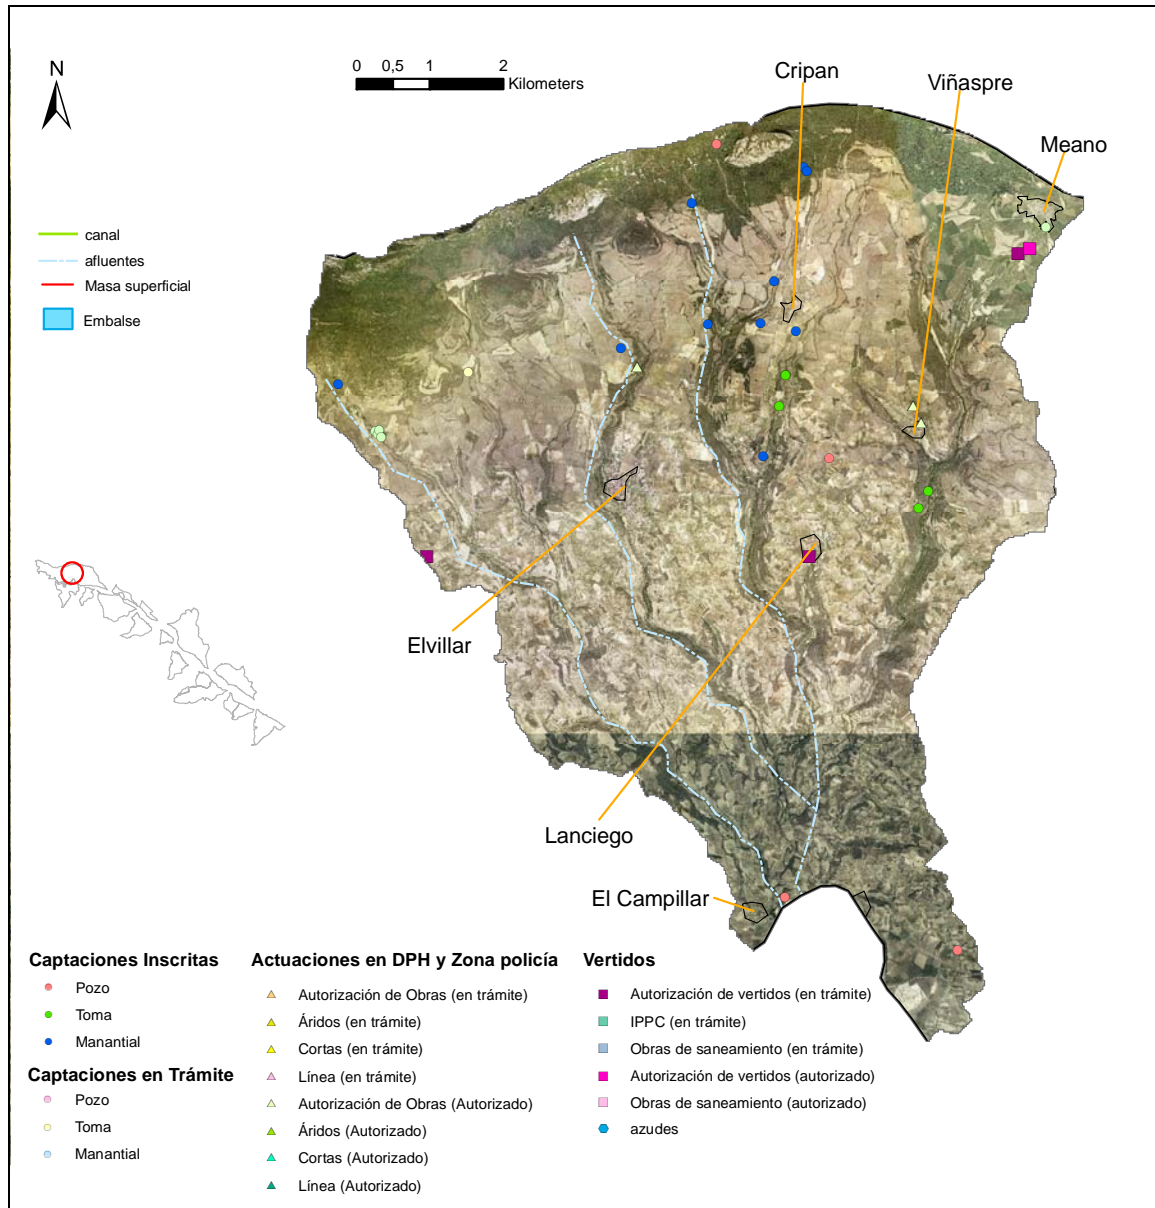 N
0 0,5 1 2
Kilometers
Cripan
Viñaspre
Meano
canal
afluentes
Masa superficial
Embalse
Elvillar
Lanciego
El Campillar
Captaciones Inscritas
Pozo
Toma
Manantial
Captaciones en Trámite
Pozo
Toma
Manantial
Actuaciones en DPH y Zona policía
Autorización de Obras (en trámite)
Áridos (en trámite)
Cortas (en trámite)
Línea (en trámite)
Autorización de Obras (Autorizado)
Áridos (Autorizado)
Cortas (Autorizado)
Línea (Autorizado)
Vertidos
Autorización de vertidos (en trámite)
IPPC (en trámite)
Obras de saneamiento (en trámite)
Autorización de vertidos (autorizado)
Obras de saneamiento (autorizado)
azudes